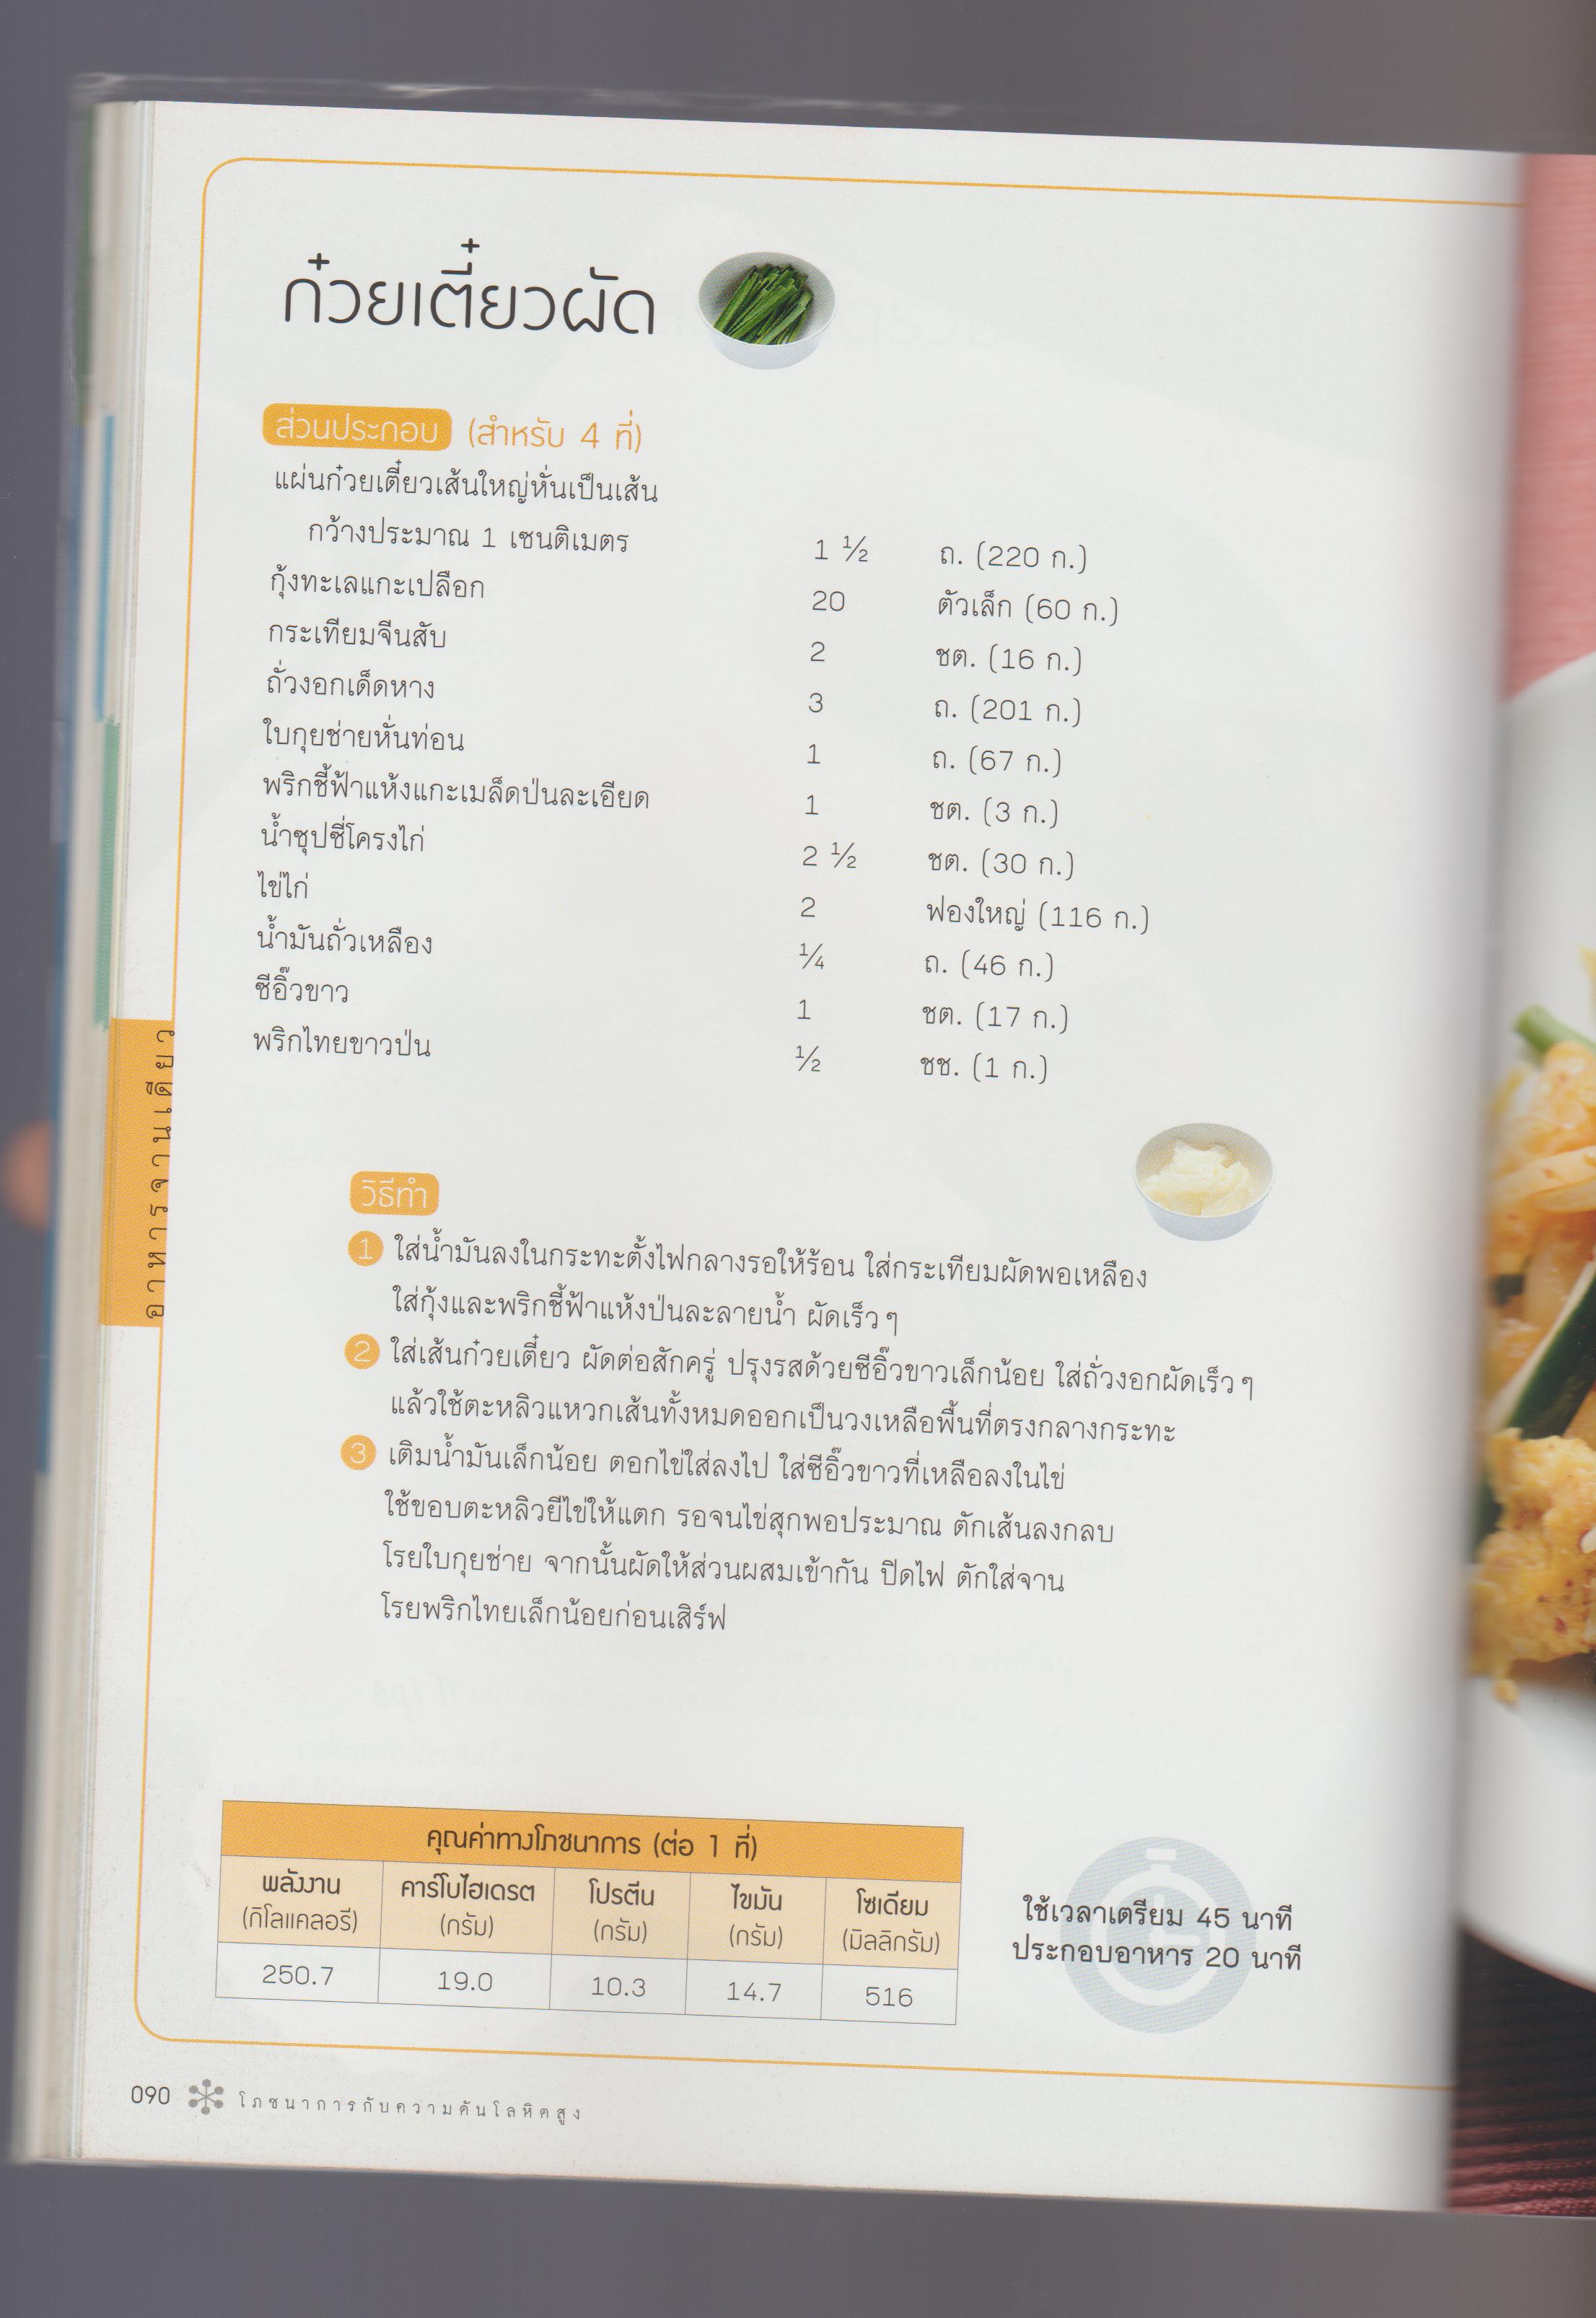 ก๋วยเตี๋ยวผัด
ส่วนประกอบ (สำหรับ 4 ที่)
แผ่นก๋วยเตี๋ยวเส้นใหญ่หั่นเป็นเส้น
กว้างประมาณ 1 เซนติเมตร 1 ½ ถ. (220 ก.)
กุ้งทะเลแกะเปลือก 20 ตัวเล็ก (60 ก.)
กระเทียมจีนสับ 2 ชต. (16 ก.)
ถั่วงอกเด็ดหาง 3 ถ. (201 ก.)
ใบกุยช่ายหั่นท่อน 1 ถ. (67 ก.)
พริกชี้ฟ้าแห้งแกะเมล็ดป่นละเอียด 1 ชต. (3 ก.)
น้ำซุปซี่โครงไก่ 2 ½ ชต. (30 ก.)
ไข่ไก่ 2 ฟองใหญ่ (116 ก.)
น้ำมันถั่วเหลือง ¼ ถ. (46 ก.)
ซีอิ๊วขาว 1 ชต. (17 ก.)
พริกไทยขาวป่น ½ ชช. (1 ก.)
อาหารจานเดียว
วิธีทำ
1 ใส่น้ำมันลงในกระทะตั้งไฟกลางรอให้ร้อน ใส่กระเทียมผัดพอเหลือง
ใส่กุ้งและพริกชี้ฟ้าแห้งป่นละลายน้ำ ผัดเร็วๆ
2 ใส่เส้นก๋วยเตี๋ยว ผัดต่อสักครู่ ปรุงรสด้วยซีอิ๊วขาวเล็กน้อย ใส่ถั่วงอกผัดเร็วๆ
แล้วใช้ตะหลิวแหวกเส้นทั้งหมดออกเป็นวงเหลือพื้นที่ตรงกลางกระทะ
3 เติมน้ำมันเล็กน้อย ตอกไข่ใส่ลงไป ใส่ซีอิ๊วขาวที่เหลือลงในไข่
ใช้ขอบตะหลิวยีไข่ให้แตก รอจนไข่สุกพอประมาณ ตักเส้นลงกลบ
โรยใบกุยช่าย จากนั้นผัดให้ส่วนผสมเข้ากัน ปิดไฟ ตักใส่จาน
โรยพริกไทยเล็กน้อยก่อนเสิร์ฟ
คุณค่าทางโภชนาการ (ต่อ 1 ที่)
พลังงาน คาร์โบไฮเดรต โปรตีน ไขมัน โซเดียม
(กิโลแคลอรี) (กรัม) (กรัม) (กรัม) (มิลลิกรัม)
250.7 19.0 10.3 14.7 516
ใช้เวลาเตรียม 45 นาที
ประกอบอาหาร 20 นาที
090 โภชนาการกับความดันโลหิตสูง